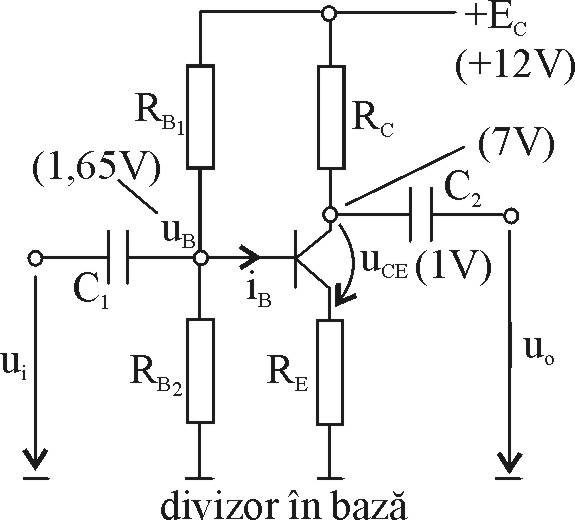 +E_C
(+12V)
R_B1
R_C
(1,65V)
(7V)
C_2
u_B
i_B
u_CE (1V)
C_1
u_i
R_B2
R_E
u_o
divizor în bază